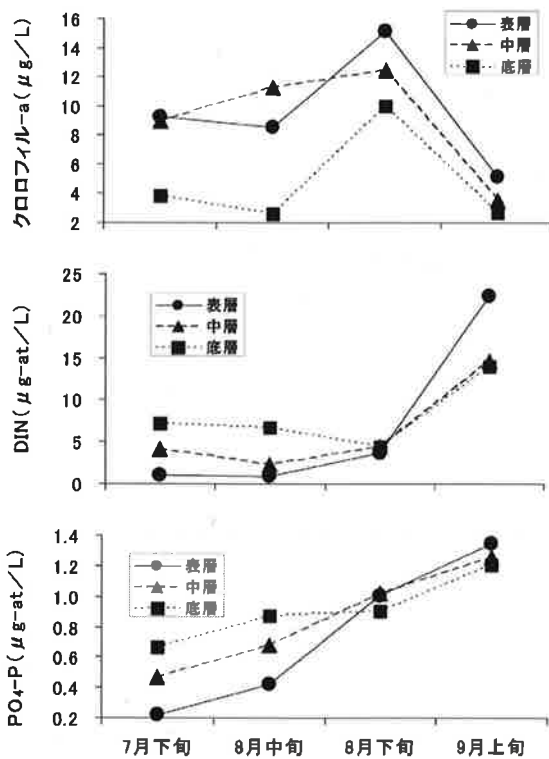 クロロフィル-a(μg/L)
16
14
12
10
8
6
4
2
表層
中層
底層
DIN(μg-at/L)
25
20
15
10
5
0
表層
中層
底層
PO₄-P(μg-at/L)
1.4
1.2
1.0
0.8
0.6
0.4
0.2
表層
中層
底層
7月下旬 8月中旬 8月下旬 9月上旬